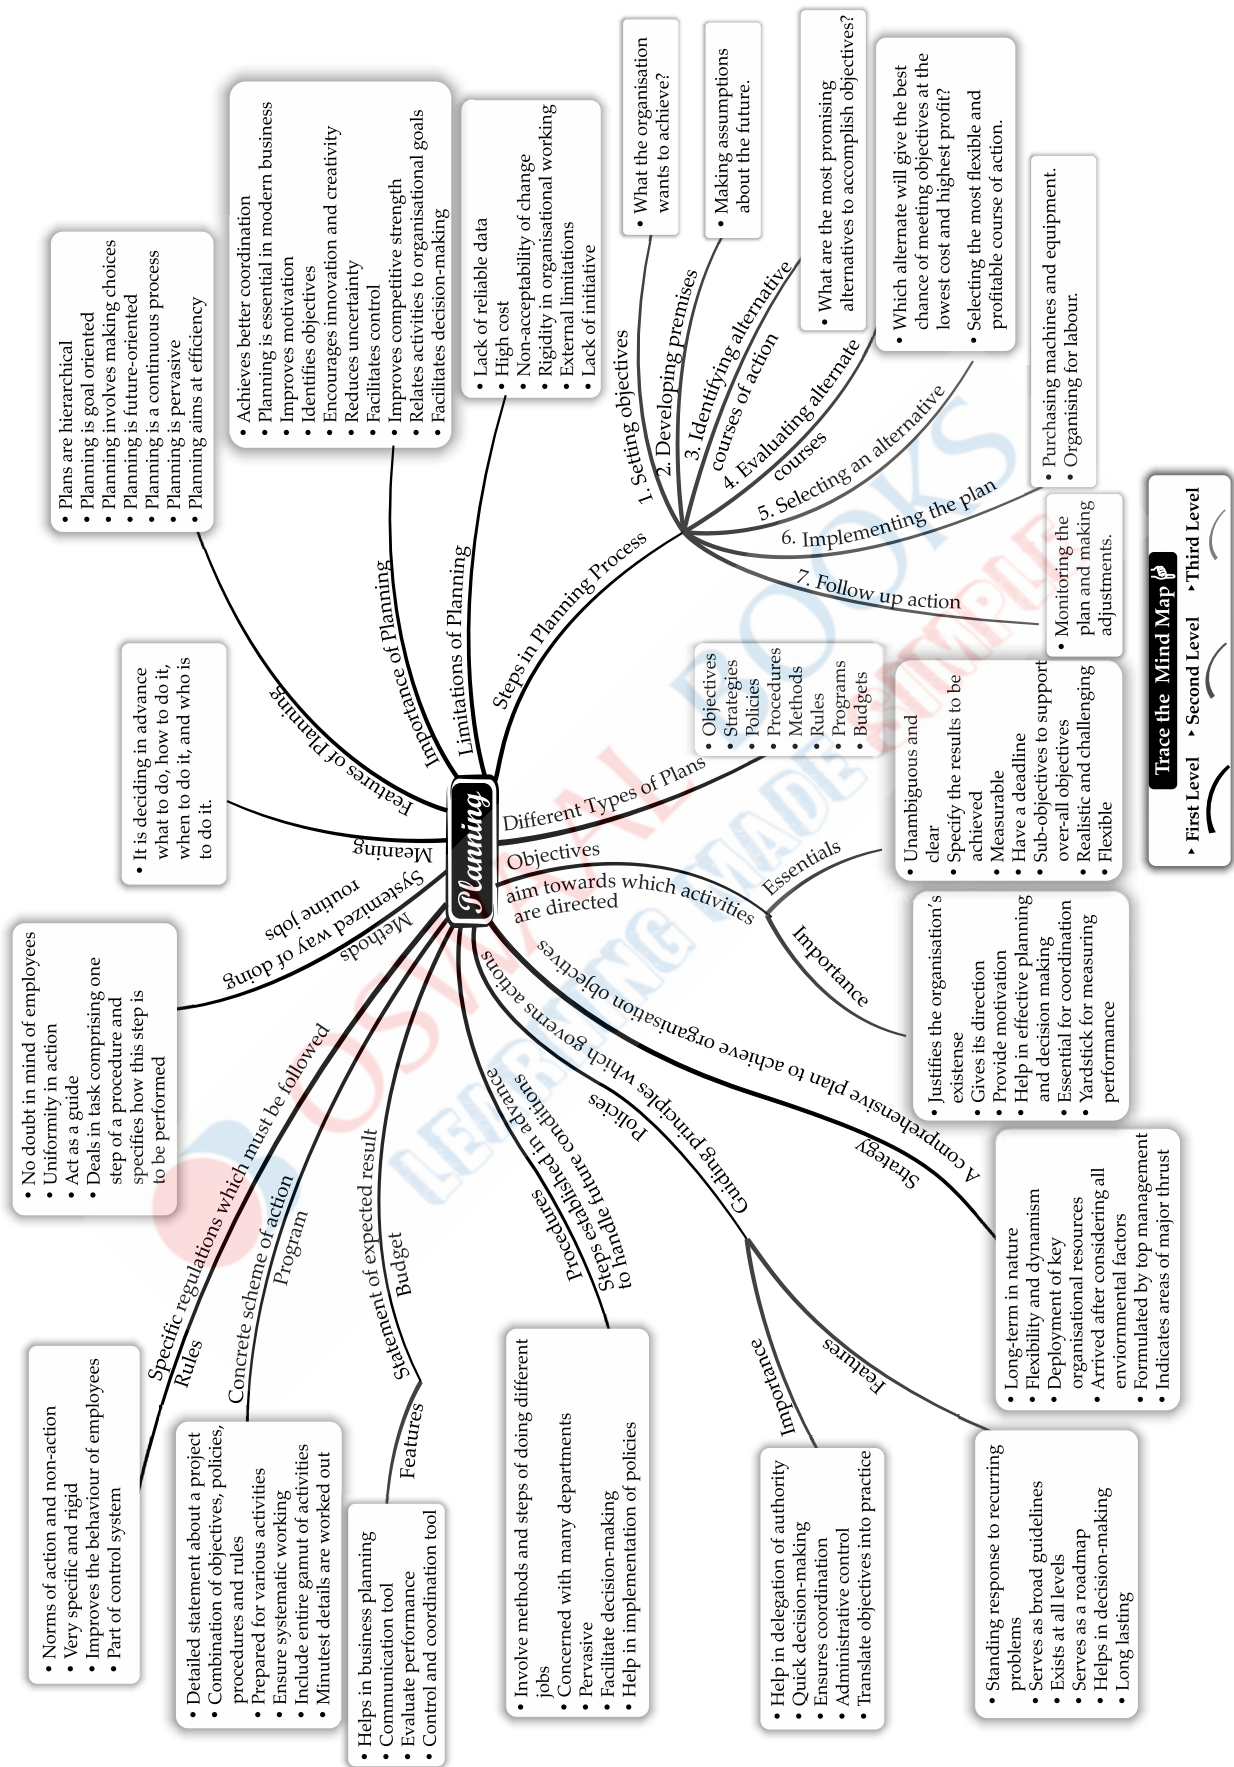 Planning
Meaning
• It is deciding in advance
what to do, how to do it,
when to do it, and who is
to do it.
Features of Planning
• Plans are hierarchical
• Planning is goal oriented
• Planning involves making choices
• Planning is future-oriented
• Planning is a continuous process
• Planning is pervasive
• Planning aims at efficiency
Importance of Planning
• Achieves better coordination
• Planning is essential in modern business
• Improves motivation
• Identifies objectives
• Encourages innovation and creativity
• Reduces uncertainty
• Facilitates control
• Improves competitive strength
• Relates activities to organisational goals
• Facilitates decision-making
Limitations of Planning
• Lack of reliable data
• High cost
• Non-acceptability of change
• Rigidity in organisational working
• External limitations
• Lack of initiative
Steps in Planning Process
1. Setting objectives
• What the organisation
wants to achieve?
2. Developing premises
• Making assumptions
about the future.
3. Identifying alternative
courses of action
• What are the most promising
alternatives to accomplish objectives?
4. Evaluating alternate
courses
• Which alternate will give the best
chance of meeting objectives at the
lowest cost and highest profit?
5. Selecting an alternative
• Selecting the most flexible and
profitable course of action.
6. Implementing the plan
• Purchasing machines and equipment.
• Organising for labour.
7. Follow up action
• Monitoring the
plan and making
adjustments.
Different Types of Plans
• Objectives
• Strategies
• Policies
• Procedures
• Methods
• Rules
• Programs
• Budgets
Objectives
aim towards which activities
are directed
Essentials
• Unambiguous and
clear
• Specify the results to be
achieved
• Measurable
• Have a deadline
• Sub-objectives to support
over-all objectives
• Realistic and challenging
• Flexible
Importance
• Justifies the organisation's
existense
• Gives its direction
• Provide motivation
• Help in effective planning
and decision making
• Essential for coordination
• Yardstick for measuring
performance
A comprehensive plan to achieve organisation objectives
Strategy
• Long-term in nature
• Flexibility and dynamism
• Deployment of key
organisational resources
• Arrived after considering all
enviornmental factors
• Formulated by top management
• Indicates areas of major thrust
Guiding principles which governs actions
Policies
Features
• Standing response to recurring
problems
• Serves as broad guidelines
• Exists at all levels
• Serves as a roadmap
• Helps in decision-making
• Long lasting
Importance
• Help in delegation of authority
• Quick decision-making
• Ensures coordination
• Administrative control
• Translate objectives into practice
Steps established in advance
to handle future conditions
Procedures
• Involve methods and steps of doing different
jobs
• Concerned with many departments
• Pervasive
• Facilitate decision-making
• Help in implementation of policies
Statement of expected result
Budget
Features
• Helps in business planning
• Communication tool
• Evaluate performance
• Control and coordination tool
Concrete scheme of action
Program
• Detailed statement about a project
• Combination of objectives, policies,
procedures and rules
• Prepared for various activities
• Ensure systematic working
• Include entire gamut of activities
• Minutest details are worked out
Specific regulations which must be followed
Rules
• Norms of action and non-action
• Very specific and rigid
• Improves the behaviour of employees
• Part of control system
Systemized way of doing
routine jobs
Methods
• No doubt in mind of employees
• Uniformity in action
• Act as a guide
• Deals in task comprising one
step of a procedure and
specifies how this step is
to be performed
Trace the Mind Map
First Level
Second Level
Third Level
OSWAAL BOOKS
LEARNING MADE SIMPLE